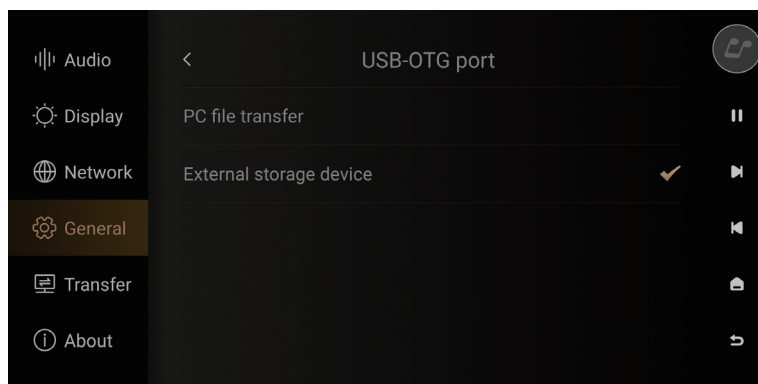 Audio
Display
Network
General
Transfer
About
USB-OTG port
PC file transfer
External storage device